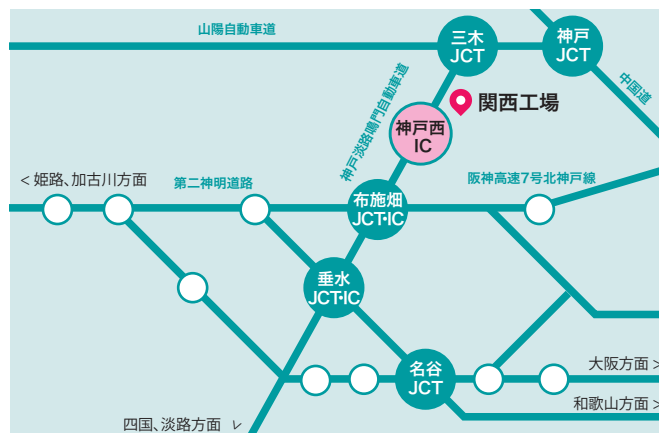 山陽自動車道
三木
JCT
神戸
JCT
中国道
神戸淡路鳴門自動車道
関西工場
神戸西
IC
< 姫路、加古川方面
第二神明道路
阪神高速7号北神戸線
布施畑
JCT・IC
垂水
JCT・IC
名谷
JCT
大阪方面 >
和歌山方面 >
四国、淡路方面 <